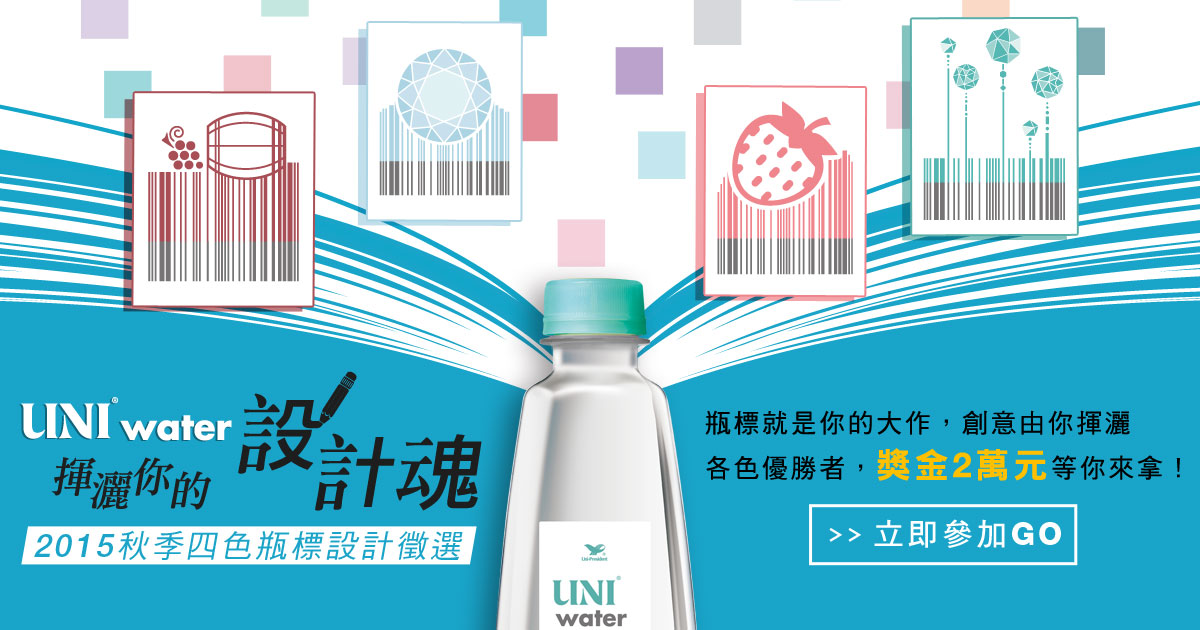 UNI® water 設計魂
揮灑你的
2015秋季四色瓶標設計徵選
Uni-President
UNI®
water
瓶標就是你的大作，創意由你揮灑
各色優勝者，獎金2萬元等你來拿！
>> 立即參加GO